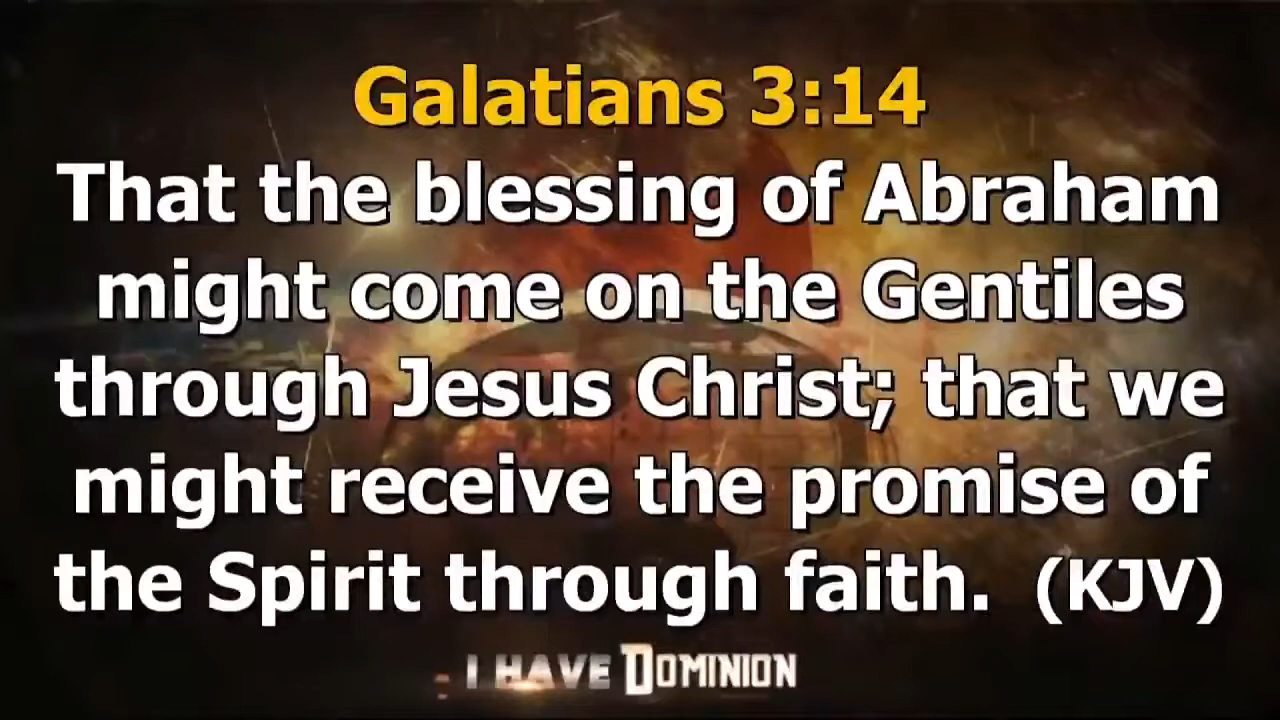 Galatians 3:14
That the blessing of Abraham
might come on the Gentiles
through Jesus Christ; that we
might receive the promise of
the Spirit through faith.  (KJV)
I HAVE DOMINION